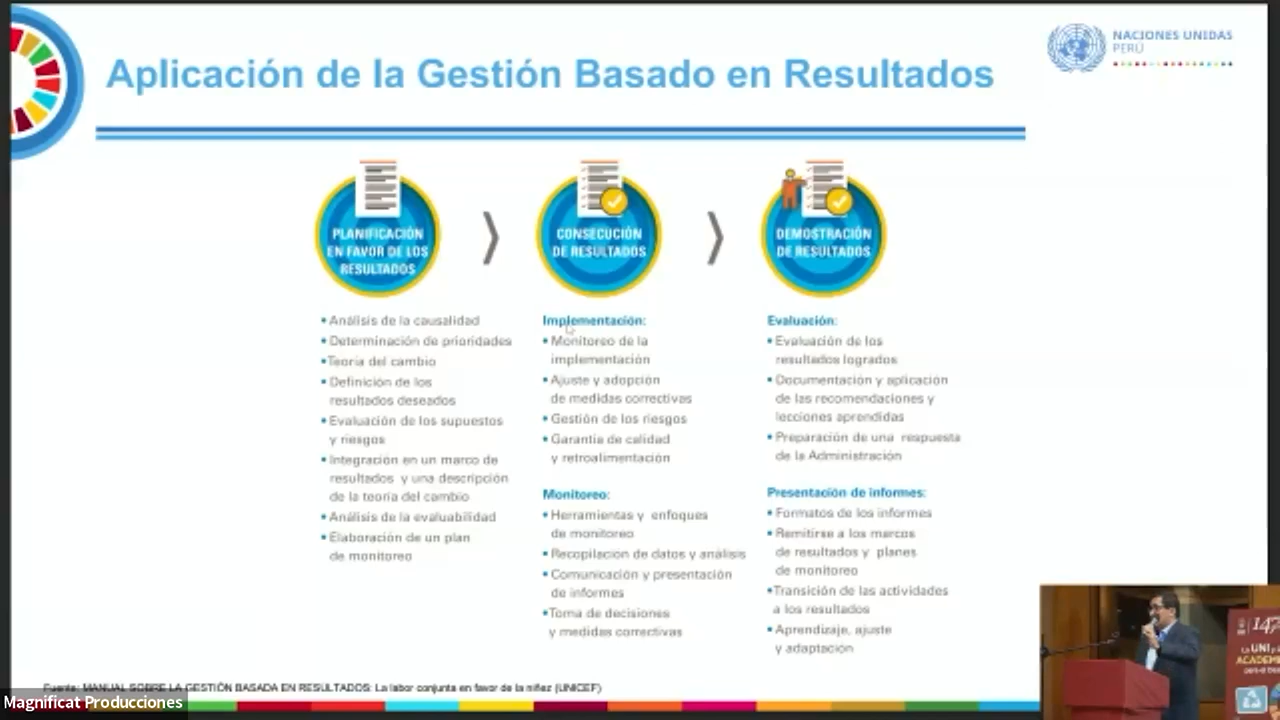 Aplicación de la Gestión Basado en Resultados
NACIONES UNIDAS
PERÚ
PLANIFICACIÓN
EN FAVOR DE LOS
RESULTADOS
CONSECUCIÓN
DE RESULTADOS
DEMOSTRACIÓN
DE RESULTADOS
• Análisis de la causalidad
• Determinación de prioridades
• Teoría del cambio
• Definición de los
resultados deseados
• Evaluación de los supuestos
y riesgos
• Integración en un marco de
resultados y una descripción
de la teoría del cambio
• Análisis de la evaluabilidad
• Elaboración de un plan
de monitoreo
Implementación:
• Monitoreo de la
implementación
• Ajuste y adopción
de medidas correctivas
• Gestión de los riesgos
• Garantía de calidad
y retroalimentación
Monitoreo:
• Herramientas y enfoques
de monitoreo
• Recopilación de datos y análisis
• Comunicación y presentación
de informes
• Toma de decisiones
y medidas correctivas
Evaluación:
• Evaluación de los
resultados logrados
• Documentación y aplicación
de las recomendaciones y
lecciones aprendidas
• Preparación de una respuesta
de la Administración
Presentación de informes:
• Formatos de los informes
• Remitirse a los marcos
de resultados y planes
de monitoreo
• Transición de las actividades
a los resultados
• Aprendizaje, ajuste
y adaptación
Fuente: MANUAL SOBRE LA GESTIÓN BASADA EN RESULTADOS: La labor conjunta en favor de la niñez (UNICEF)
Magnificat Producciones
147
La UNI
ACADEM